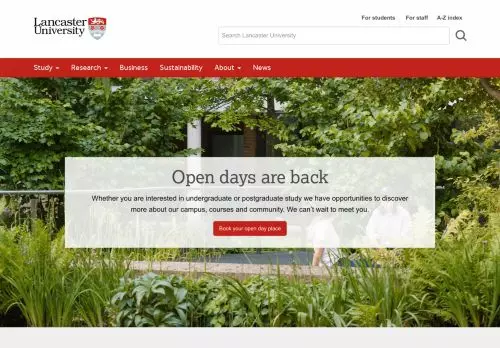 Lancaster
University
For students
For staff
A-Z index
Search Lancaster University
Study
Research
Business
Sustainability
About
News
Open days are back
Whether you are interested in undergraduate or postgraduate study we have opportunities to discover
more about our campus, courses and community. We can't wait to meet you.
Book your open day place